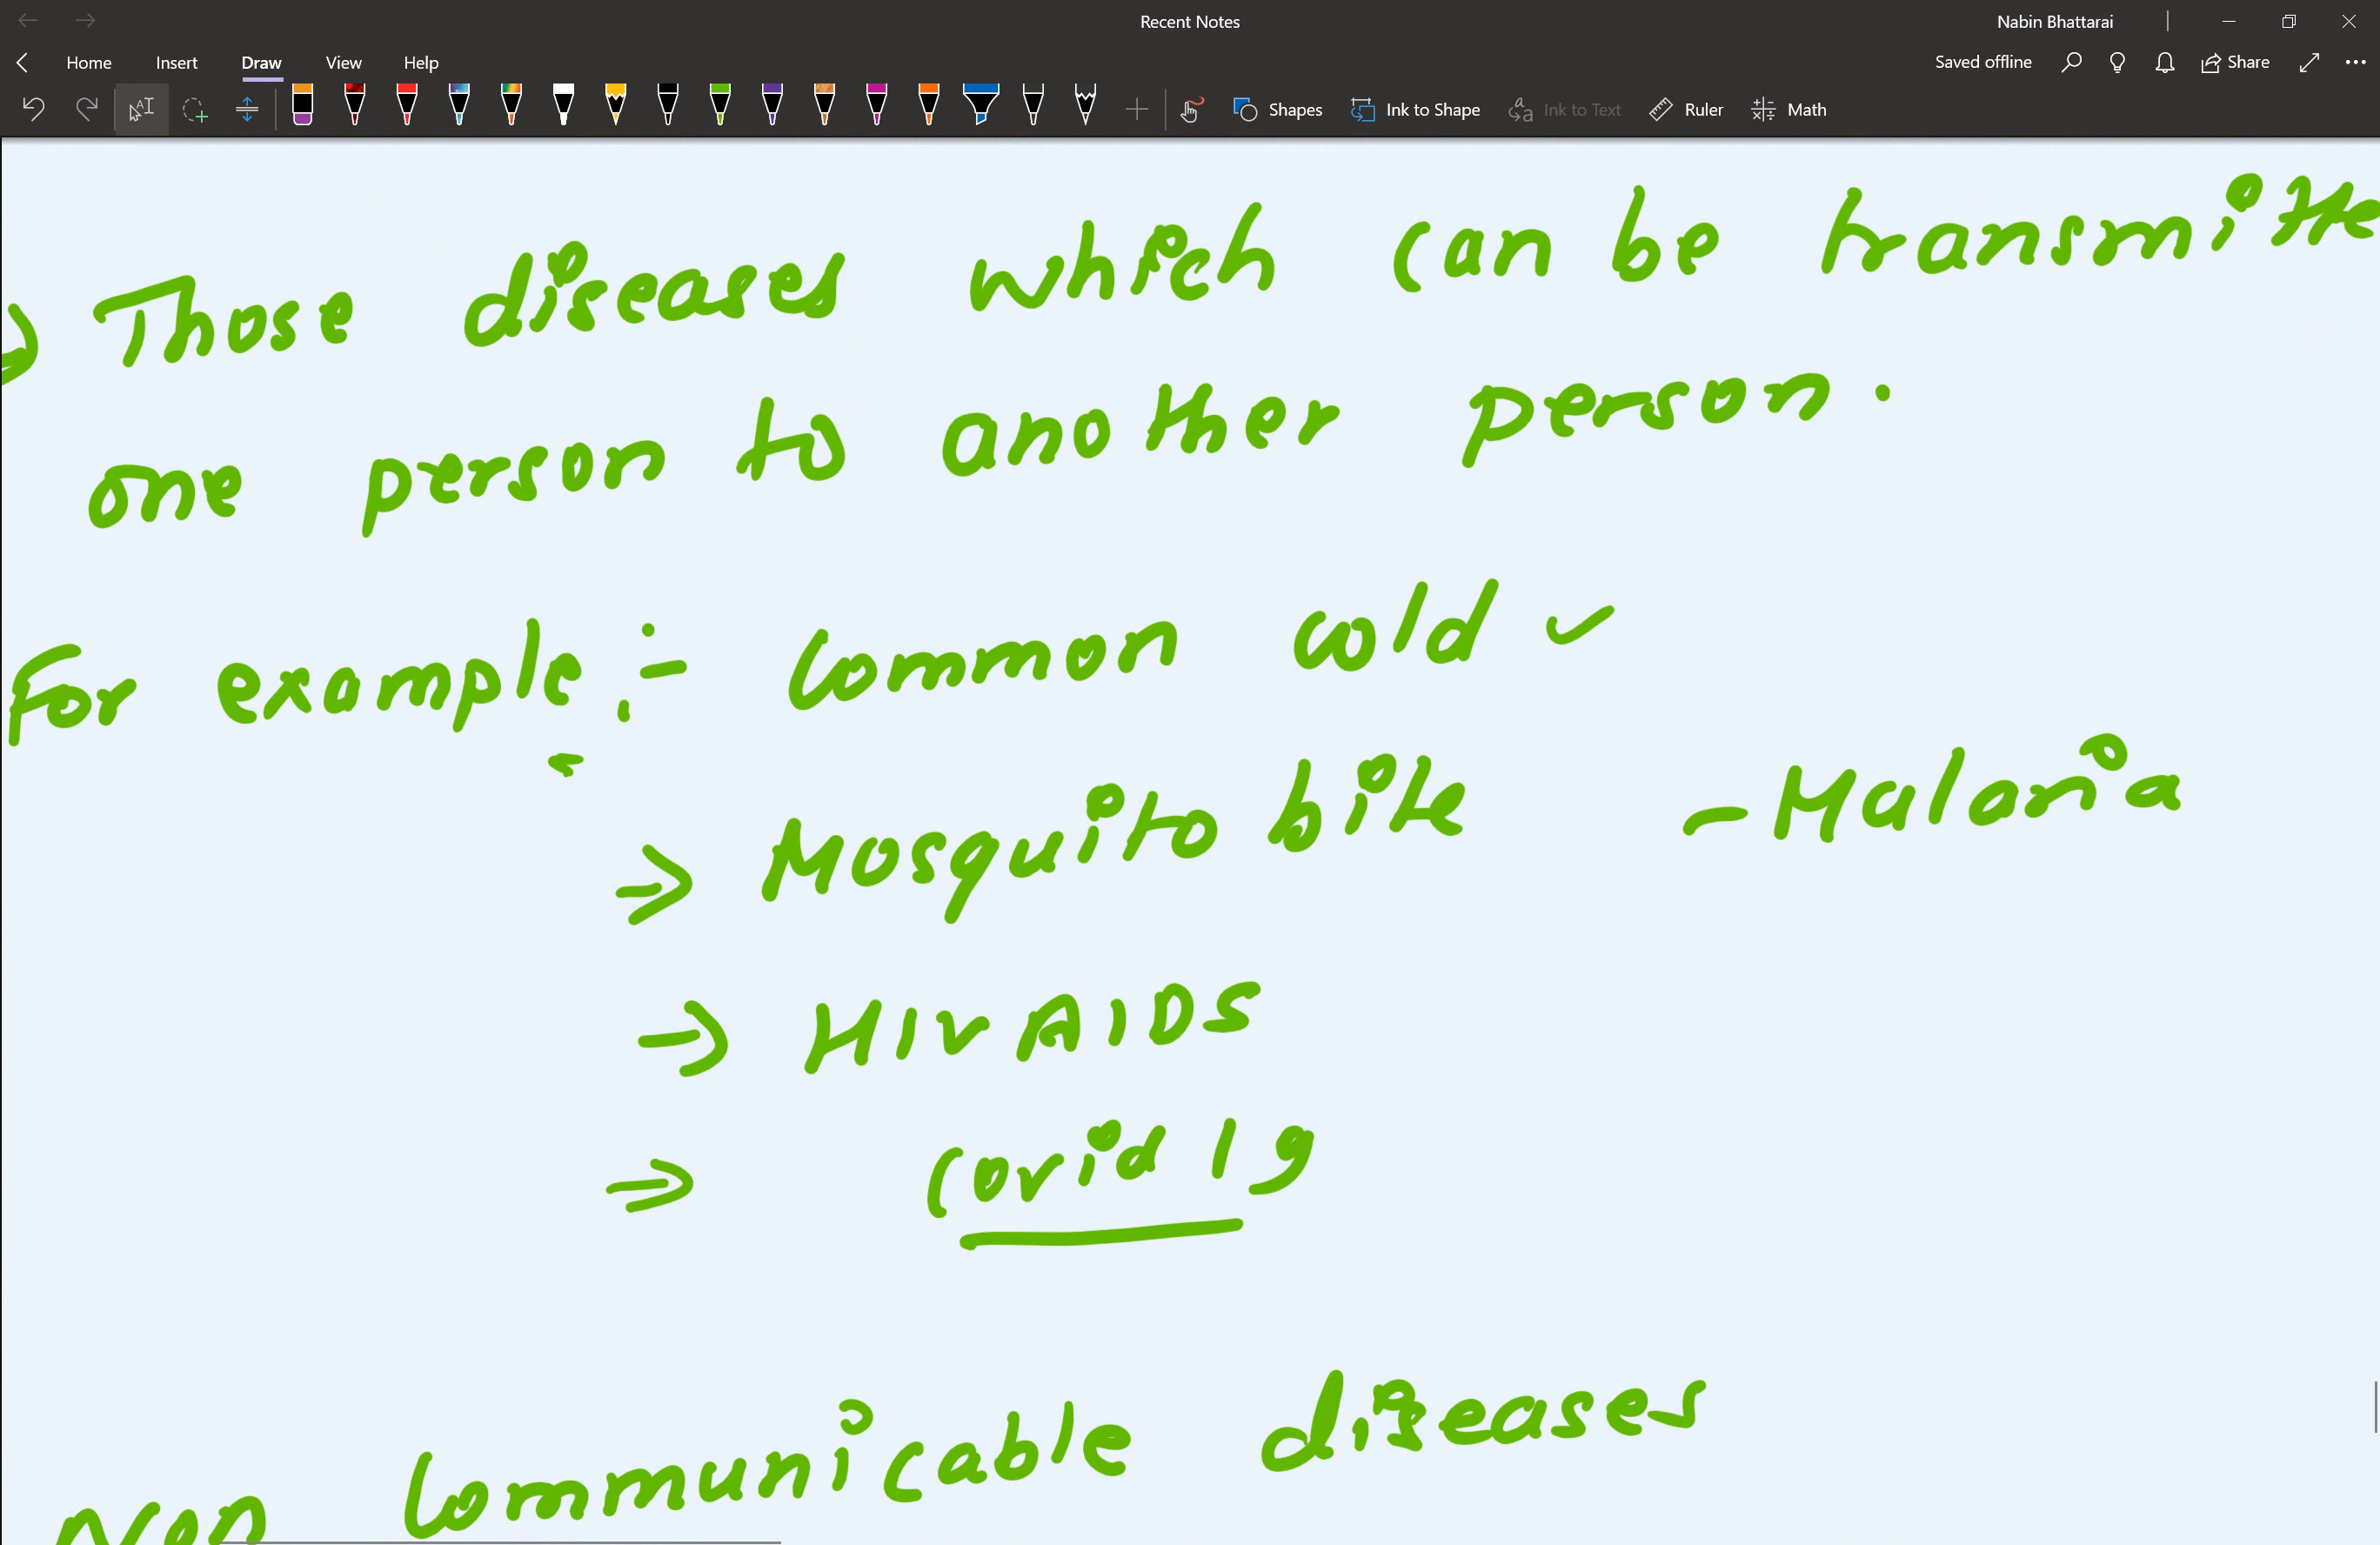 Recent Notes
Nabin Bhattarai
Home Insert Draw View Help
Saved offline Share
Shapes Ink to Shape Ink to Text Ruler Math
Those diseases which can be transmitte
one person to another person.
For example:- Common cold ✓
⇒ Mosquito bite - Malaria
→ HIV AIDS
⇒ Covid 19
Non Communicable diseases